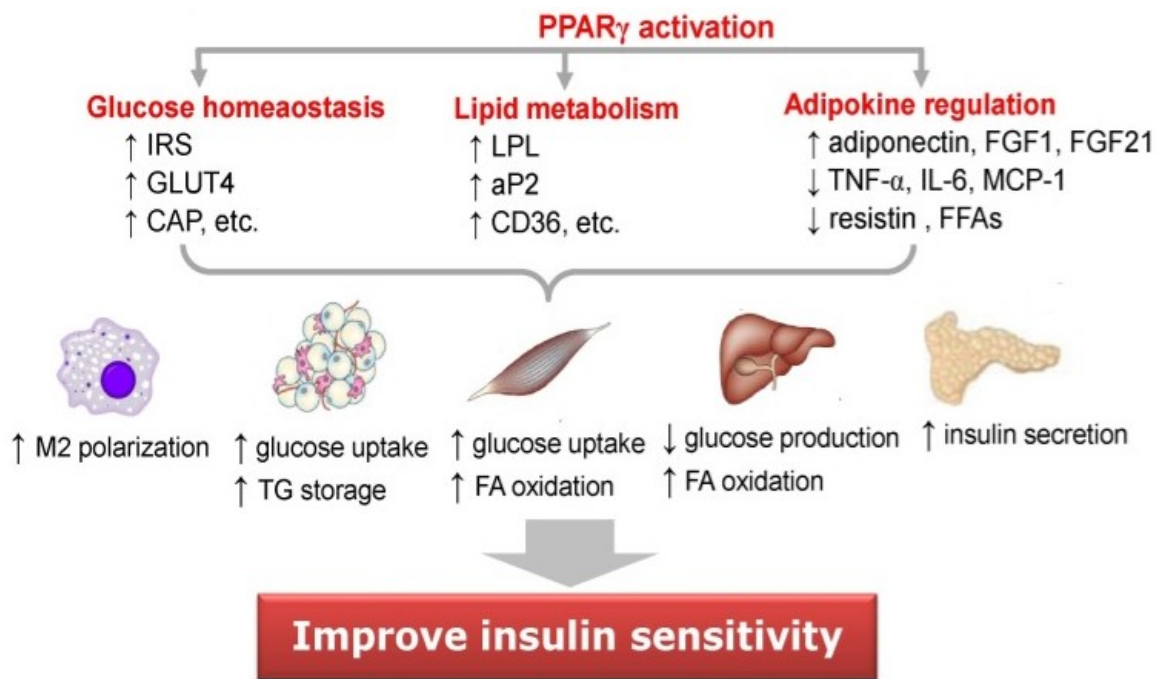 PPARγ activation
Glucose homeaostasis
↑ IRS
↑ GLUT4
↑ CAP, etc.
Lipid metabolism
↑ LPL
↑ aP2
↑ CD36, etc.
Adipokine regulation
↑ adiponectin, FGF1, FGF21
↓ TNF-α, IL-6, MCP-1
↓ resistin , FFAs
↑ M2 polarization
↑ glucose uptake
↑ TG storage
↑ glucose uptake
↑ FA oxidation
↓ glucose production
↑ FA oxidation
↑ insulin secretion
Improve insulin sensitivity